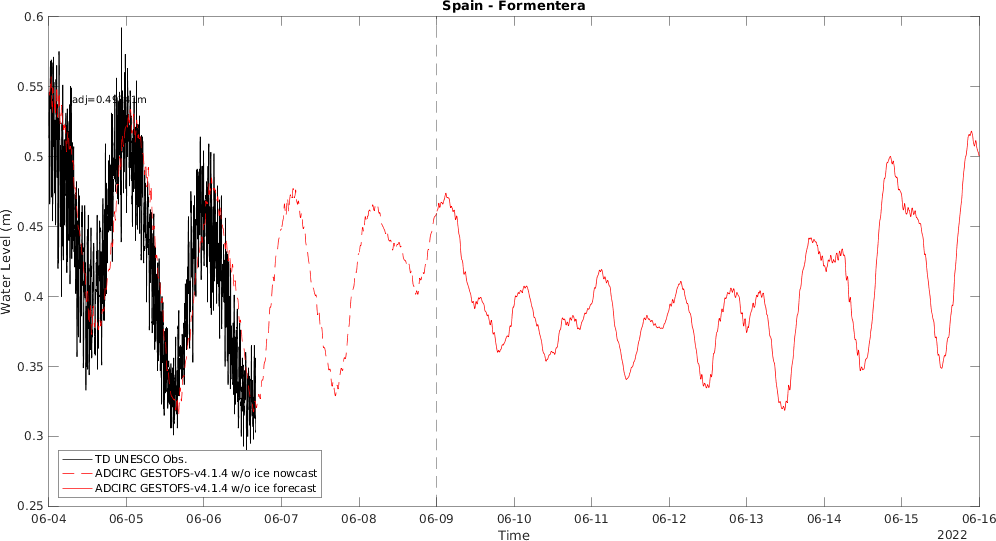 Spain - Formentera
0.6
0.55
0.5
0.45
0.4
0.35
0.3
0.25
Water Level (m)
TD UNESCO Obs.
ADCIRC GESTOFS-v4.1.4 w/o ice nowcast
ADCIRC GESTOFS-v4.1.4 w/o ice forecast
06-04 06-05 06-06 06-07 06-08 06-09 06-10 06-11 06-12 06-13 06-14 06-15 06-16
Time
2022